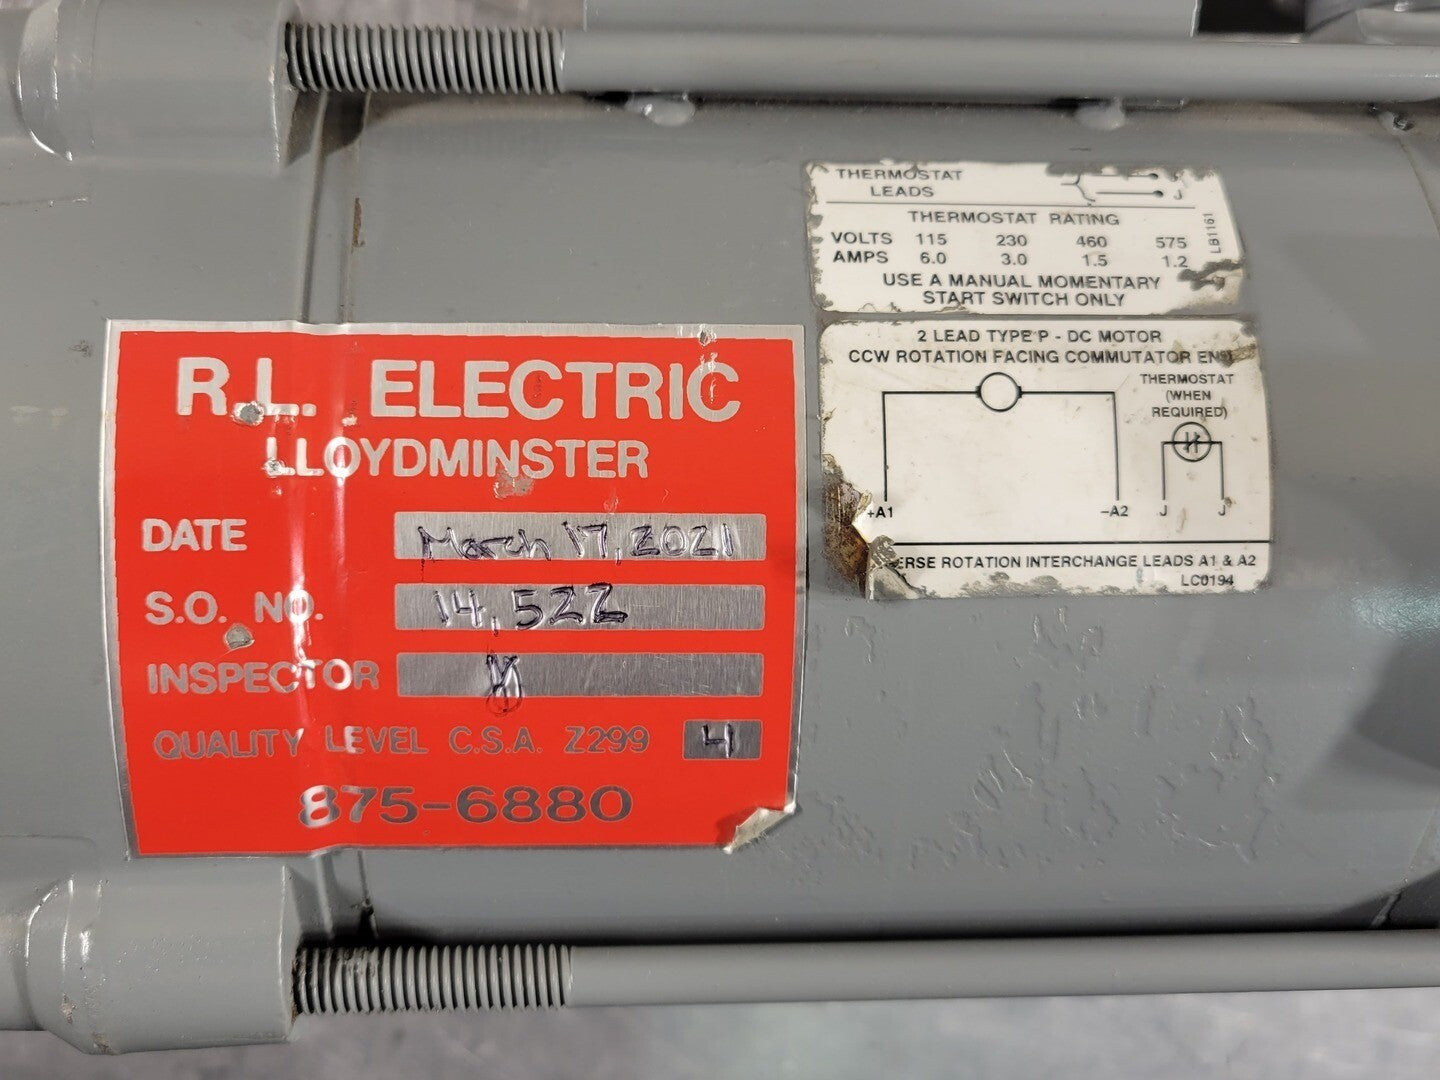 R.L. ELECTRIC
LLOYDMINSTER
DATE March 17, 2021
S.O. NO. 14,522
INSPECTOR
QUALITY LEVEL C.S.A. Z299 4
875-6880
THERMOSTAT
LEADS
J
THERMOSTAT RATING
VOLTS 115 230 460 575
AMPS 6.0 3.0 1.5 1.2
USE A MANUAL MOMENTARY
START SWITCH ONLY
LB1161
2 LEAD TYPE P - DC MOTOR
CCW ROTATION FACING COMMUTATOR END
THERMOSTAT
(WHEN
REQUIRED)
+A1 -A2 J J
ERSE ROTATION INTERCHANGE LEADS A1 & A2
LC0194